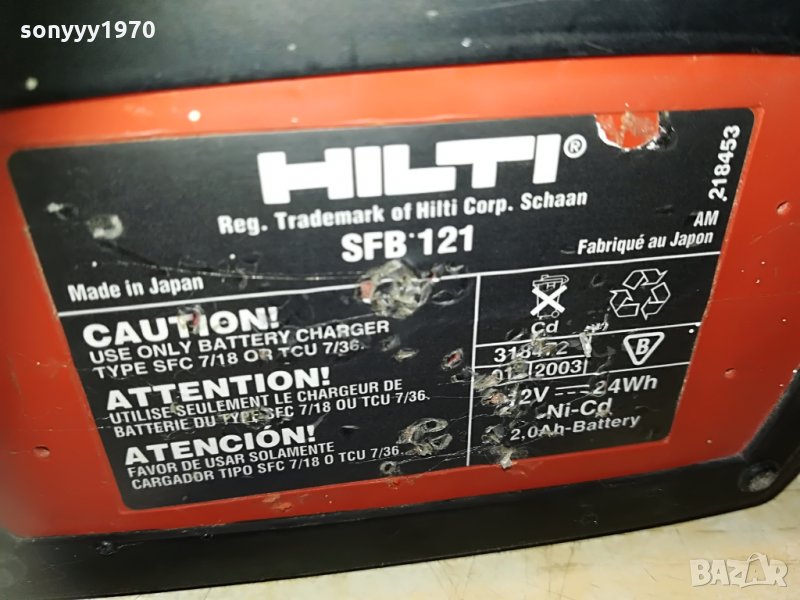 sonyyy1970
HILTI®
Reg. Trademark of Hilti Corp. Schaan
SFB 121
Made in Japan
AM
Fabriqué au Japon
218453
CAUTION!
USE ONLY BATTERY CHARGER
TYPE SFC 7/18 OR TCU 7/36.
ATTENTION!
UTILISE SEULEMENT LE CHARGEUR DE
BATTERIE DU TYPE SFC 7/18 OU TCU 7/36.
ATENCIÓN!
FAVOR DE USAR SOLAMENTE
CARGADOR TIPO SFC 7/18 O TCU 7/36.
Cd
B
2003
12V 24Wh
Ni-Cd
2,0Ah-Battery
BAZAR